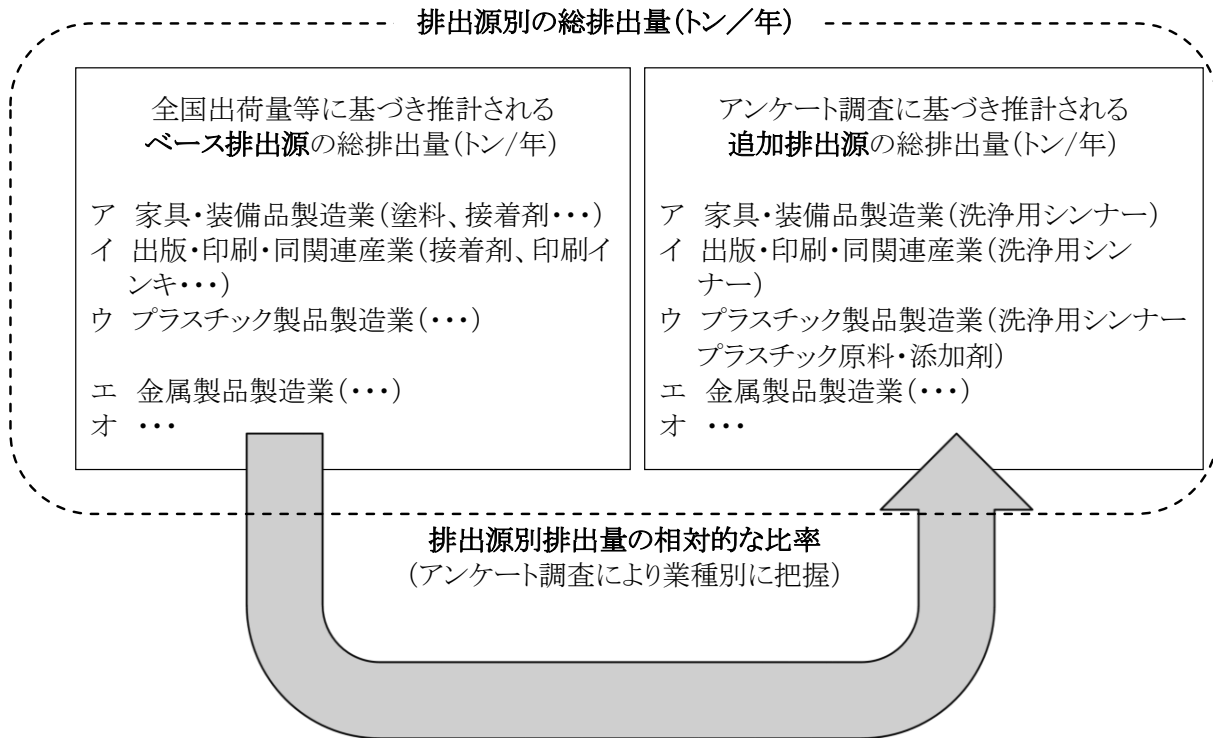 排出源別の総排出量(トン/年)
全国出荷量等に基づき推計される
ベース排出源の総排出量(トン/年)
ア 家具・装備品製造業(塗料、接着剤・・・)
イ 出版・印刷・同関連産業(接着剤、印刷イ
ンキ・・・)
ウ プラスチック製品製造業(・・・)
エ 金属製品製造業(・・・)
オ ・・・
アンケート調査に基づき推計される
追加排出源の総排出量(トン/年)
ア 家具・装備品製造業(洗浄用シンナー)
イ 出版・印刷・同関連産業(洗浄用シン
ナー)
ウ プラスチック製品製造業(洗浄用シンナー
プラスチック原料・添加剤)
エ 金属製品製造業(・・・)
オ ・・・
排出源別排出量の相対的な比率
(アンケート調査により業種別に把握)